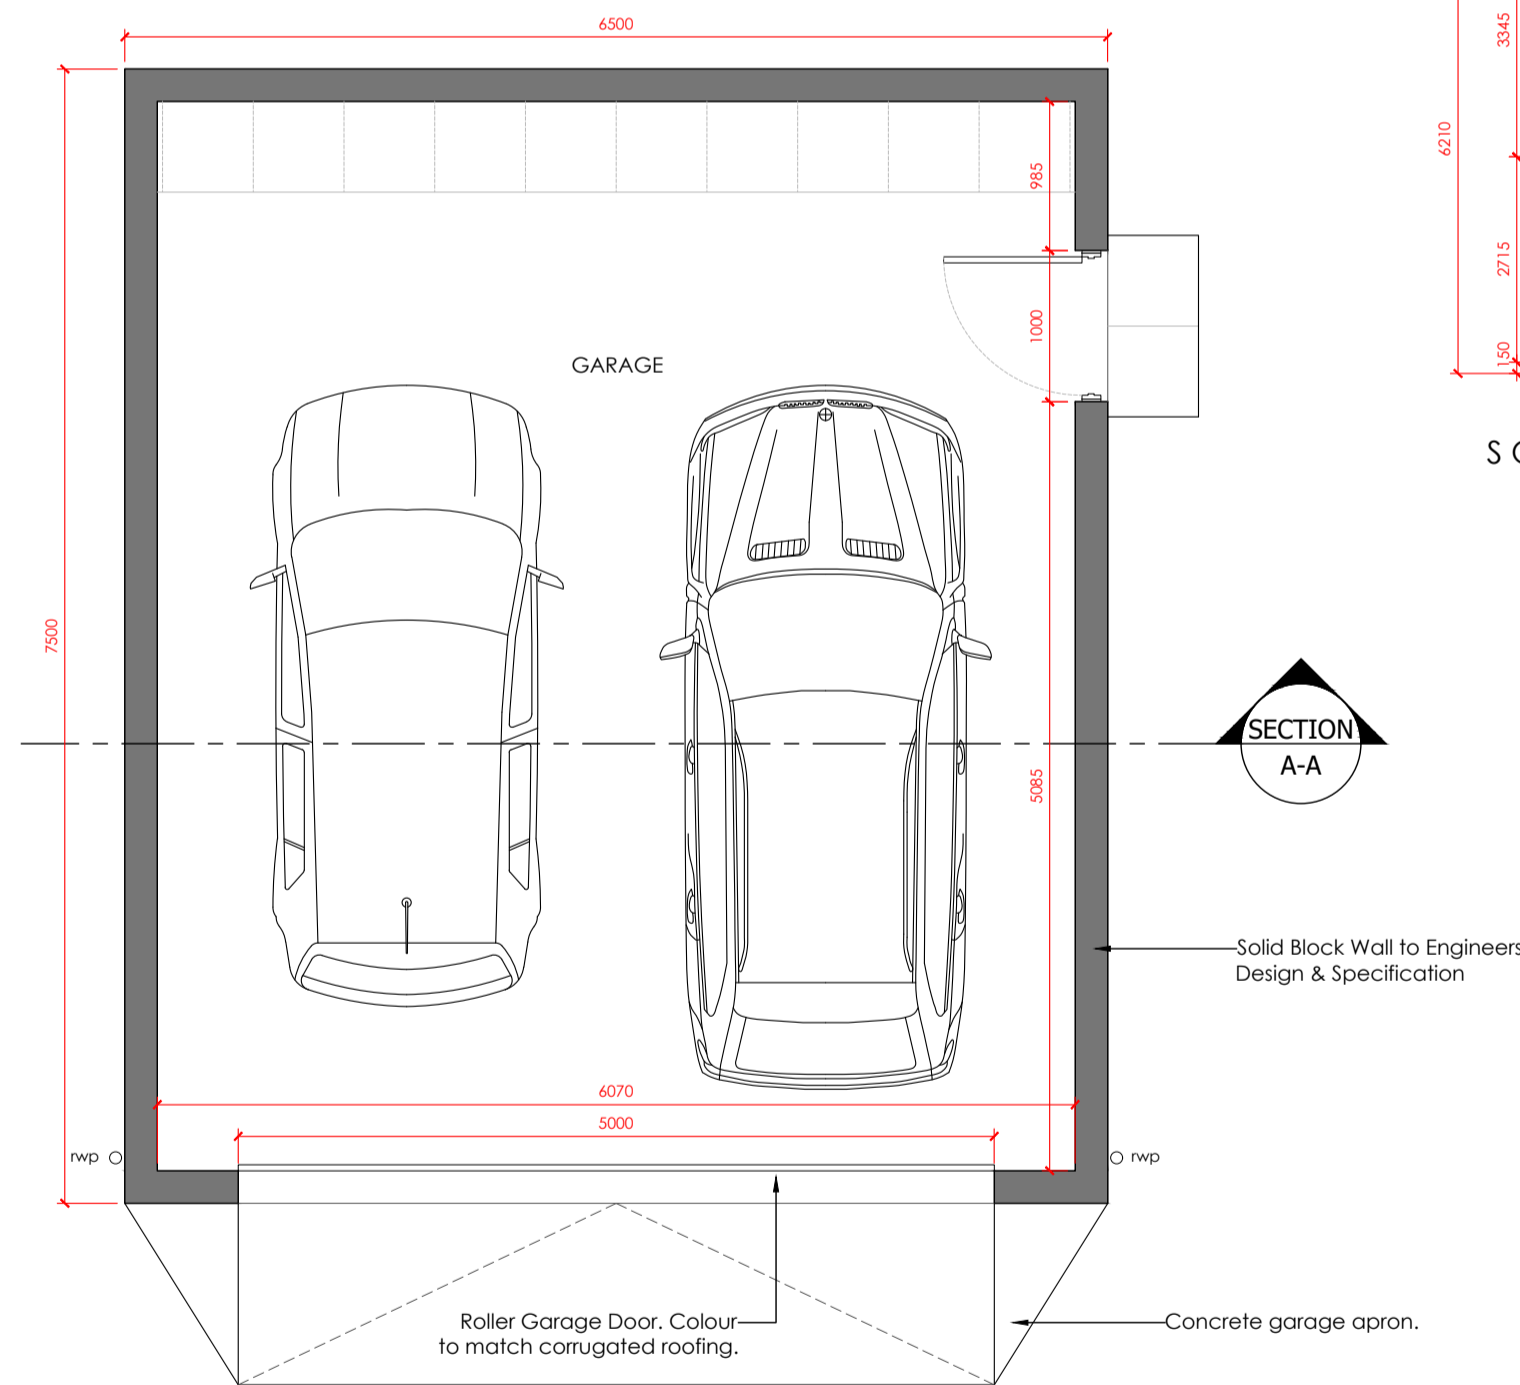 6500
3345
6210
985
2715
1000
150
GARAGE
S
7500
SECTION
A-A
5085
Solid Block Wall to Engineers
Design & Specification
6070
5000
rwp
rwp
Roller Garage Door. Colour
to match corrugated roofing.
Concrete garage apron.